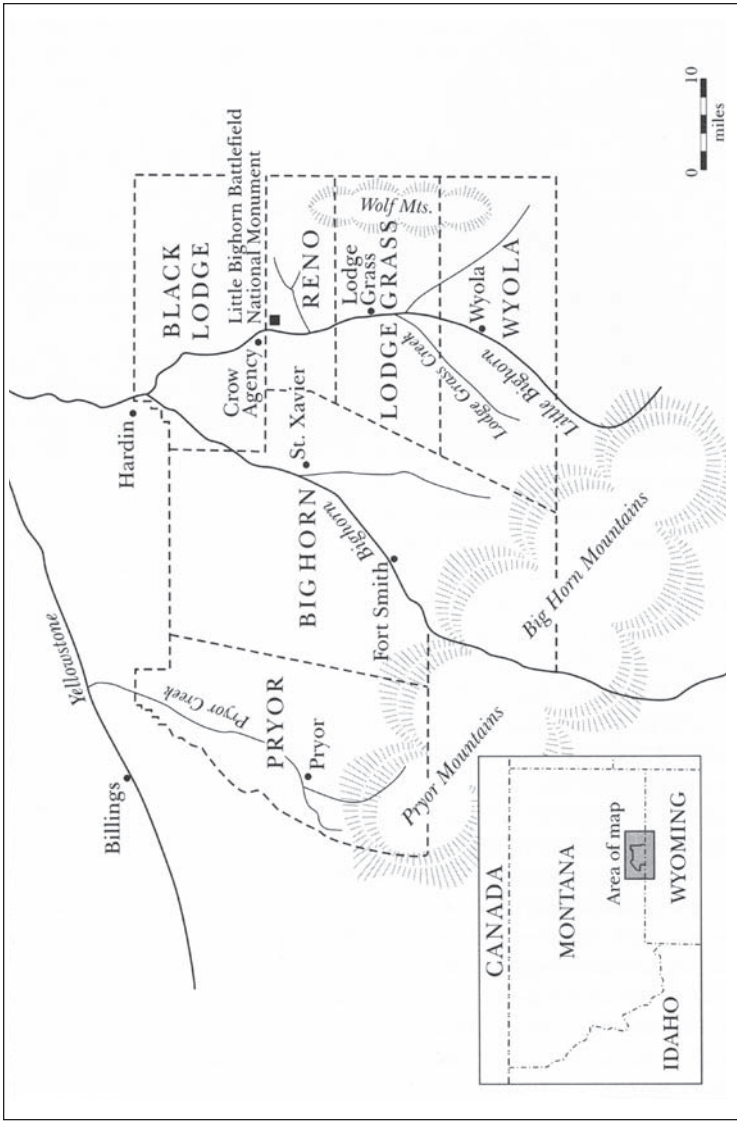 Yellowstone
Billings
Hardin
Pryor Creek
PRYOR
Pryor
BIG HORN
Bighorn
St. Xavier
Fort Smith
BLACK
LODGE
Crow
Agency
Little Bighorn Battlefield
National Monument
RENO
Lodge
Grass
LODGE GRASS
Lodge Grass Creek
Wolf Mts.
Wyola
WYOLA
Little Bighorn
Pryor Mountains
Big Horn Mountains
CANADA
MONTANA
Area of map
IDAHO
WYOMING
0 10
miles